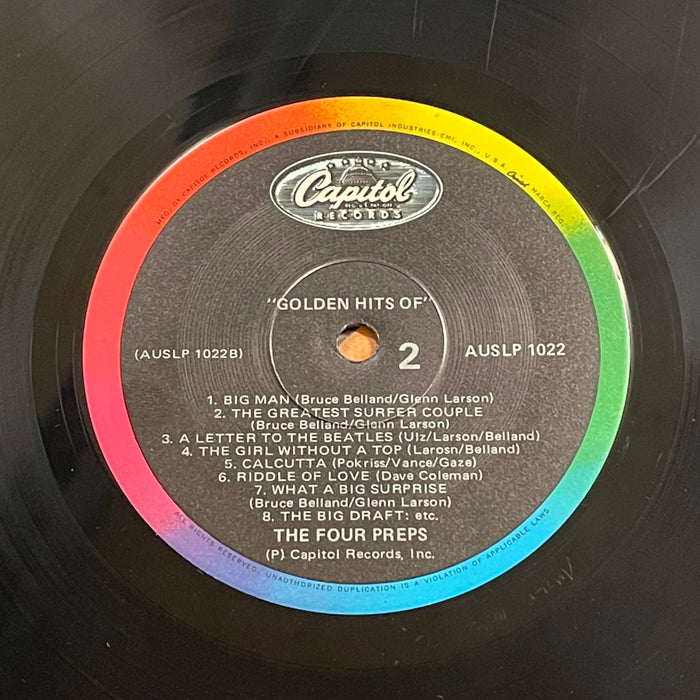 MFG. BY CAPITOL RECORDS, INC., A SUBSIDIARY OF CAPITOL INDUSTRIES-EMI, INC., U.S.A. Capitol MARCA REG.
Capitol
RECORDS
"GOLDEN HITS OF"
(AUSLP 1022B)
2
AUSLP 1022
1. BIG MAN (Bruce Belland/Glenn Larson)
2. THE GREATEST SURFER COUPLE
(Bruce Belland/Glenn Larson)
3. A LETTER TO THE BEATLES (Ulz/Larson/Belland)
4. THE GIRL WITHOUT A TOP (Larosn/Belland)
5. CALCUTTA (Pokriss/Vance/Gaze)
6. RIDDLE OF LOVE (Dave Coleman)
7. WHAT A BIG SURPRISE
(Bruce Belland/Glenn Larson)
8. THE BIG DRAFT: etc.
THE FOUR PREPS
(P) Capitol Records, Inc.
ALL RIGHTS RESERVED. UNAUTHORIZED DUPLICATION IS A VIOLATION OF APPLICABLE LAWS